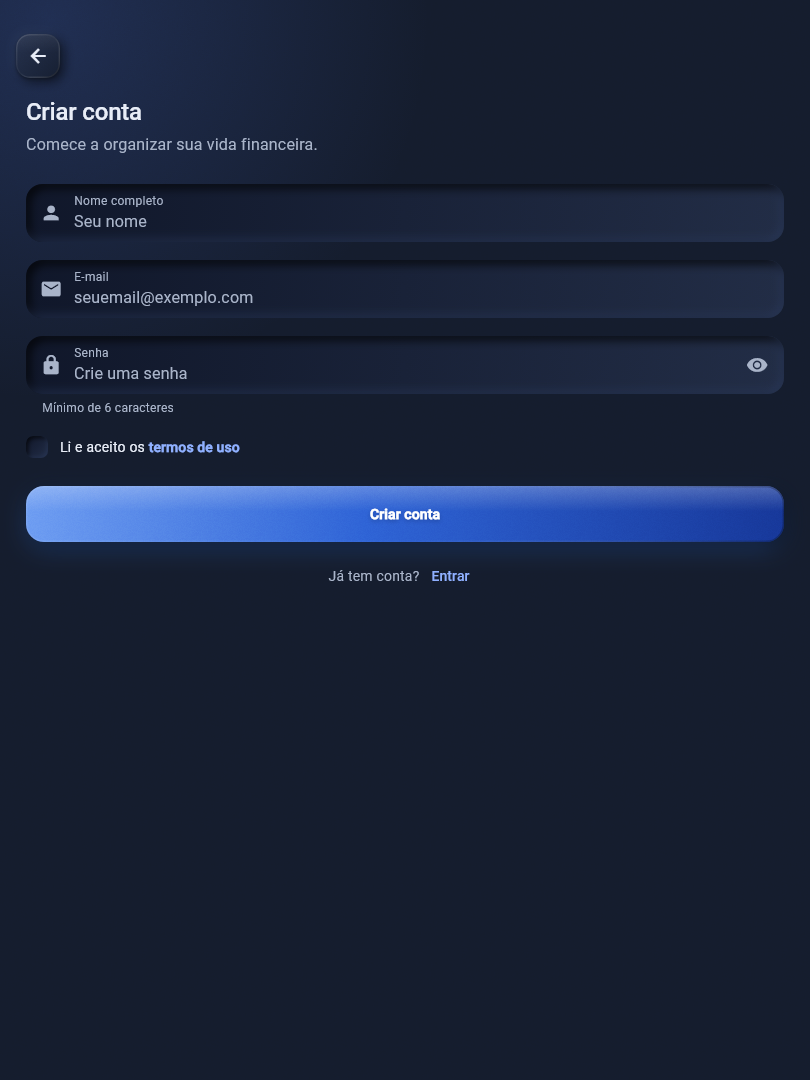 Criar conta
Comece a organizar sua vida financeira.
Nome completo
Seu nome
E-mail
seuemail@exemplo.com
Senha
Crie uma senha
Mínimo de 6 caracteres
Li e aceito os termos de uso
Criar conta
Já tem conta? Entrar